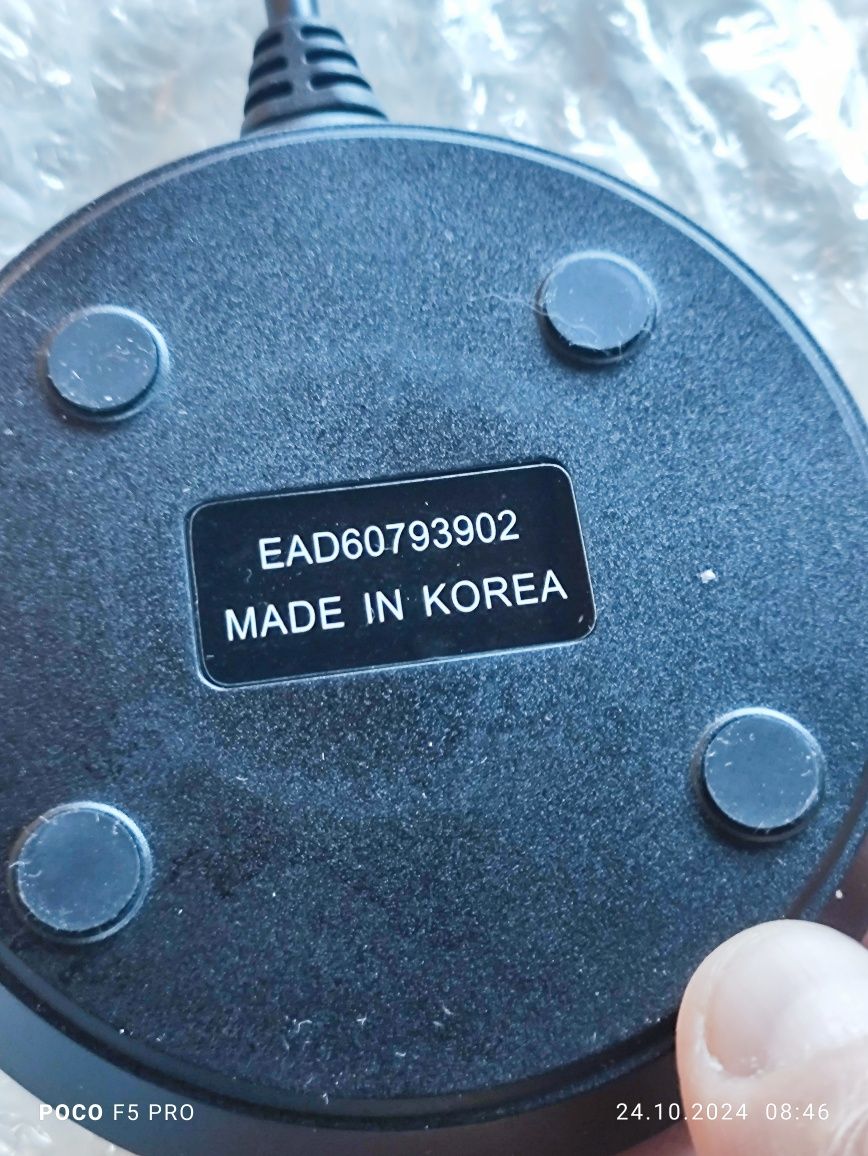 EAD60793902
MADE IN KOREA
POCO F5 PRO
24.10.2024 08:46